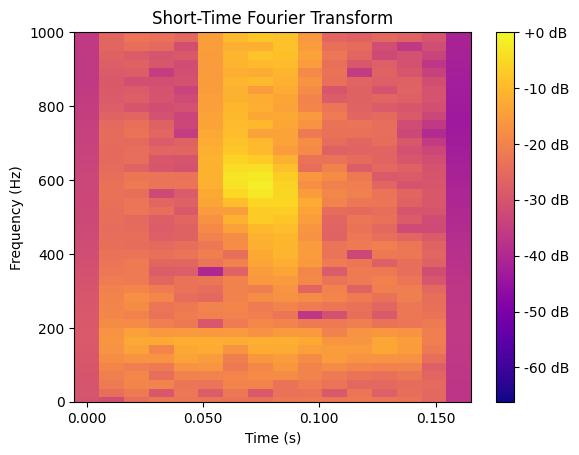 Short-Time Fourier Transform
1000
800
600
400
200
0
Frequency (Hz)
0.000
0.050
0.100
0.150
Time (s)
+0 dB
-10 dB
-20 dB
-30 dB
-40 dB
-50 dB
-60 dB